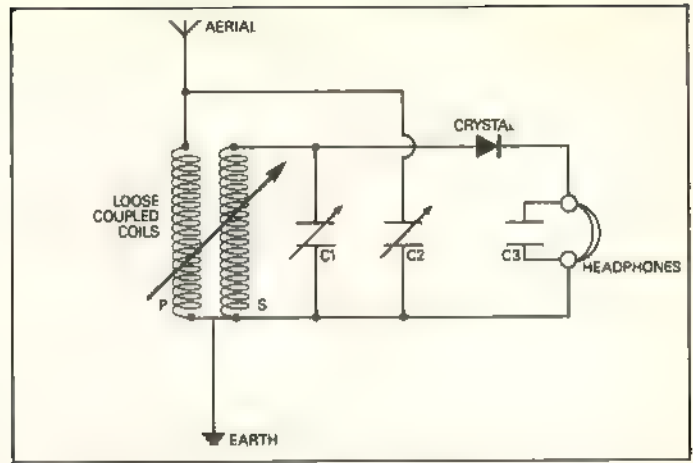 AERIAL
CRYSTAL
LOOSE
COUPLED
COILS
C1
C2
C3
HEADPHONES
P
S
EARTH